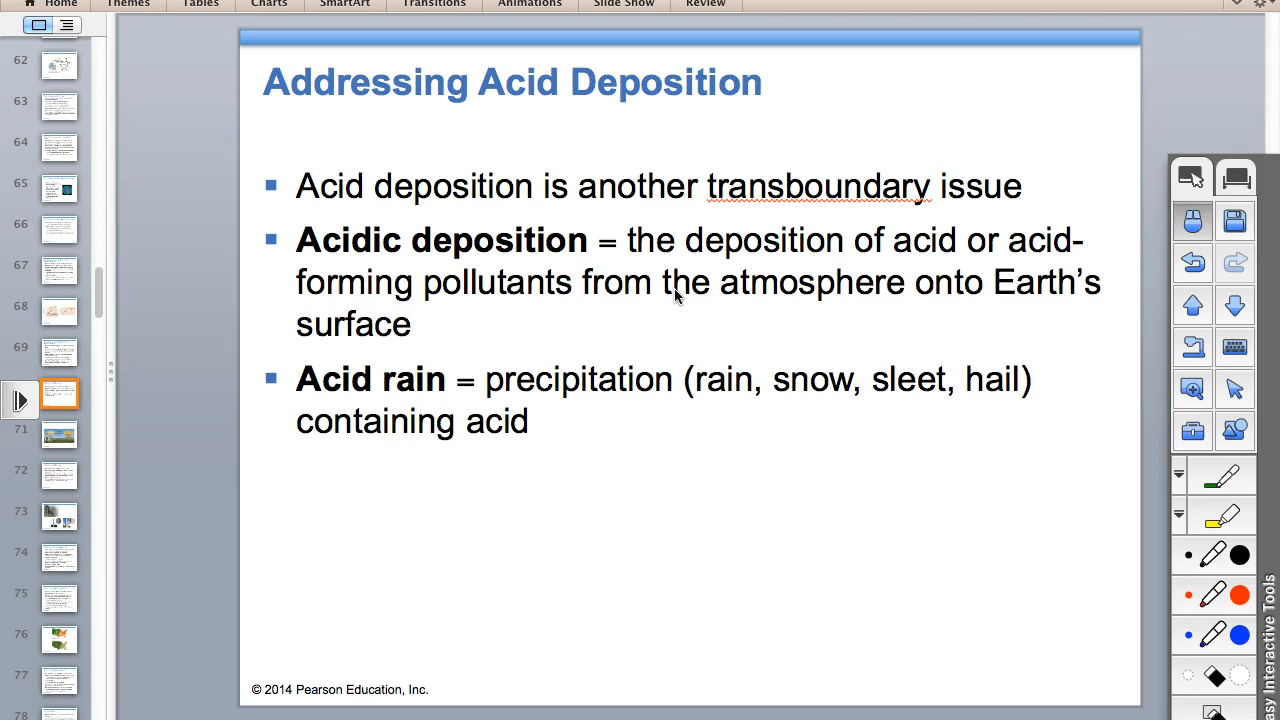 Home Themes Tables Charts SmartArt Transitions Animations Slide Show Review
62
63
64
65
66
67
68
69
71
72
73
74
75
76
77
78
Addressing Acid Deposition
Acid deposition is another transboundary issue
Acidic deposition = the deposition of acid or acid-
forming pollutants from the atmosphere onto Earth’s
surface
Acid rain = precipitation (rain, snow, sleet, hail)
containing acid
© 2014 Pearson Education, Inc.
Interactive Tools